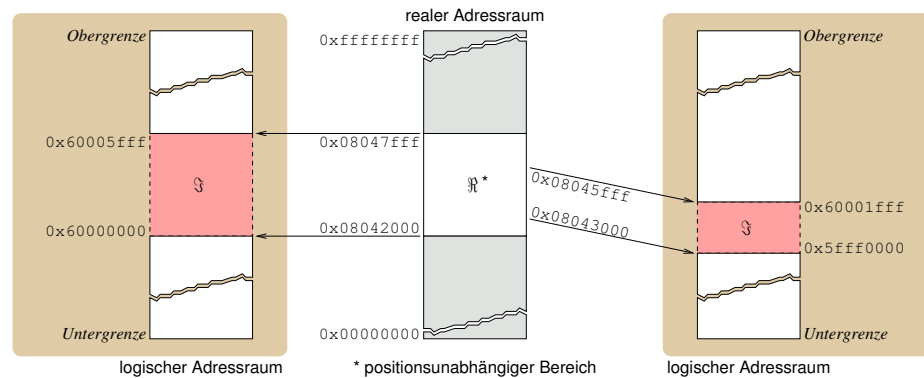 realer Adressraum
Obergrenze
0xffffffff
Obergrenze
0x60005fff
0x08047fff
ℑ
ℜ *
0x08045fff
0x60001fff
0x08043000
ℑ
0x60000000
0x08042000
0x5fff0000
Untergrenze
0x00000000
Untergrenze
logischer Adressraum
* positionsunabhängiger Bereich
logischer Adressraum